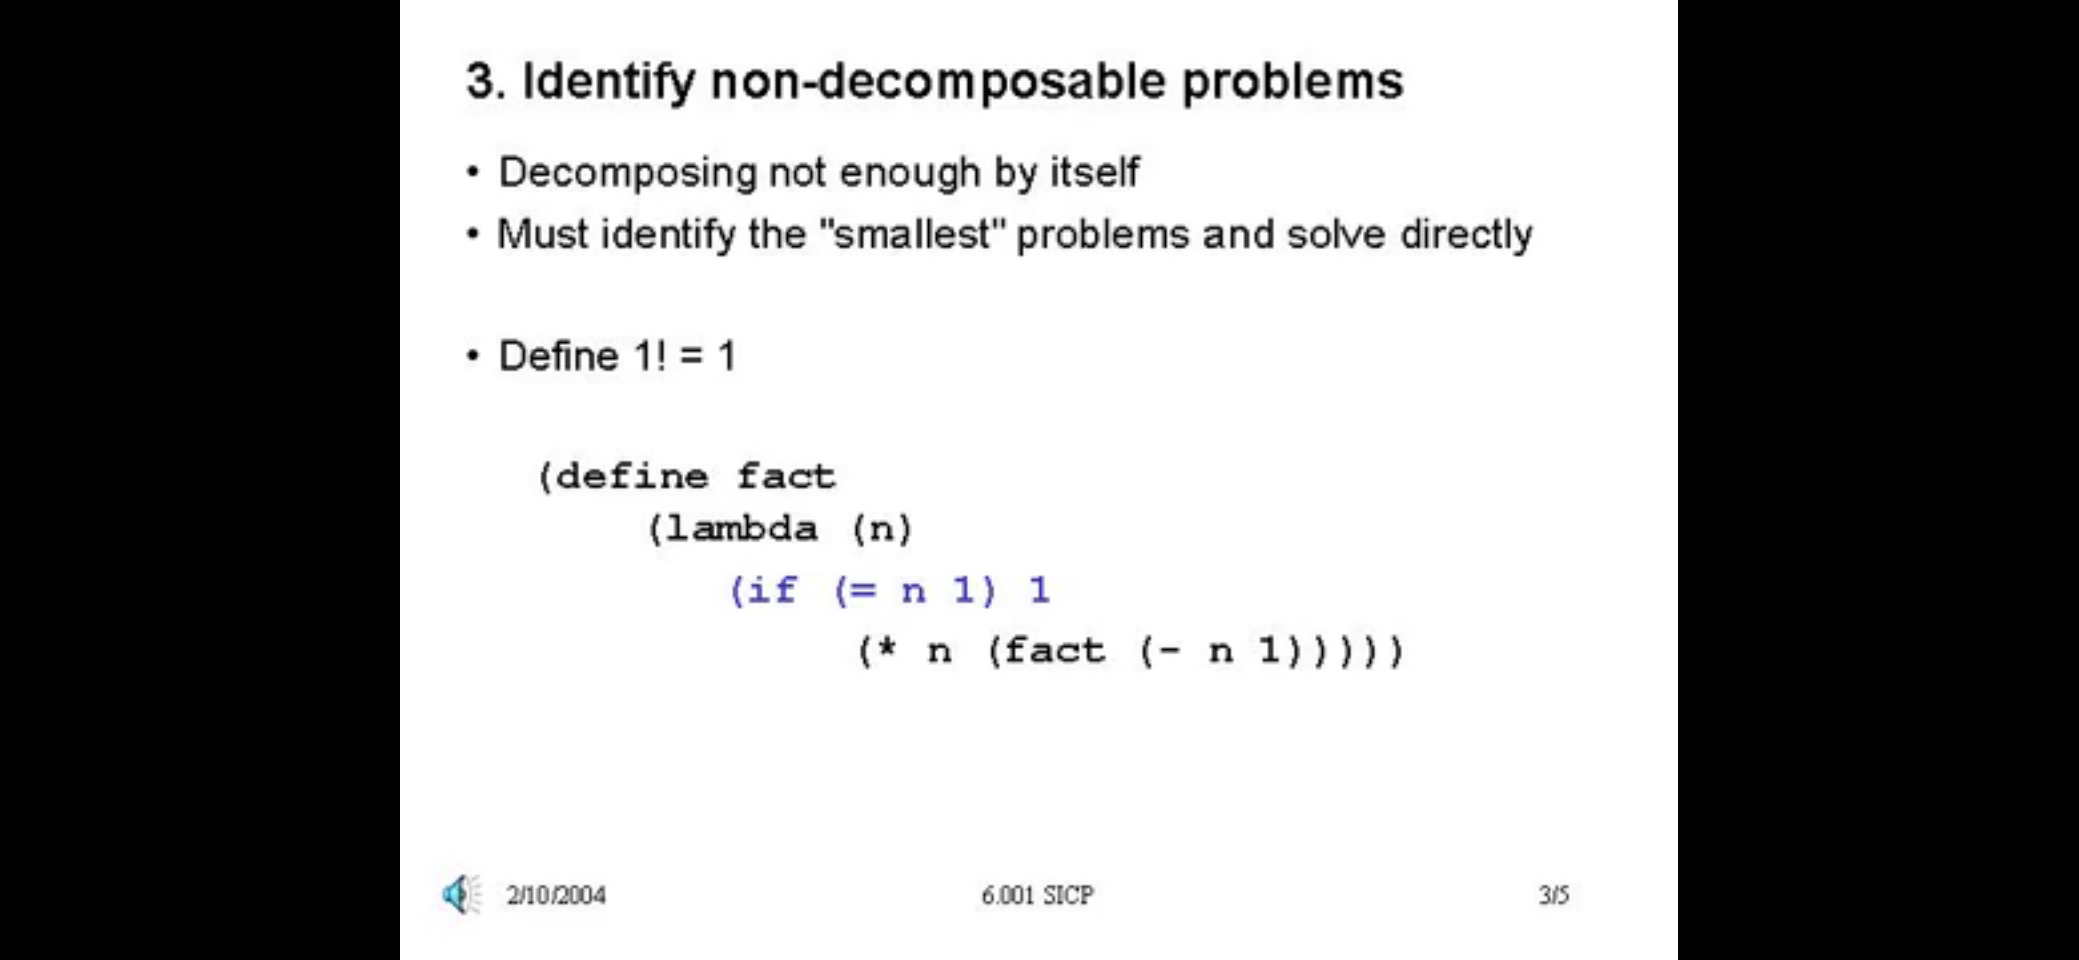 3. Identify non-decomposable problems
• Decomposing not enough by itself
• Must identify the "smallest" problems and solve directly
• Define 1! = 1
(define fact
(lambda (n)
(if (= n 1) 1
(* n (fact (- n 1)))))
2/10/2004 6.001 SICP 3/5